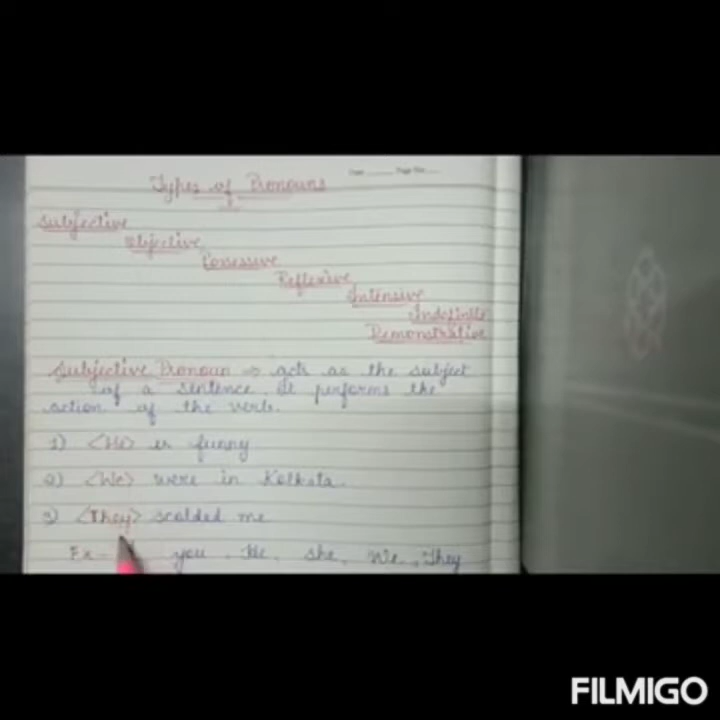 Types of Pronouns
Subjective
Objective
Possessive
Reflexive
Intensive
Indefinite
Demonstrative
Subjective Pronoun ⇒ acts as the subject
of a sentence. It performs the
action of the verb.
1) <He> is funny
2) <We> were in Kolkata.
3) <They> scolded me
Ex - you, He, she, We, They
FILMIGO